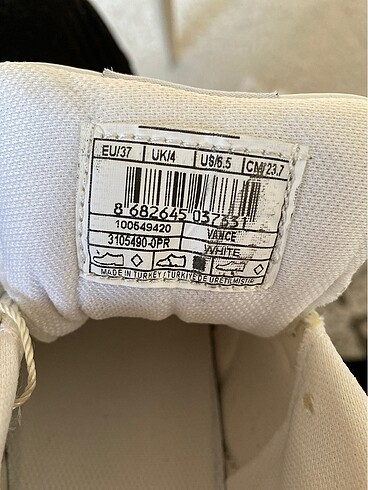 EU/37 UK/4 US/6.5 CM/23.7
8 682645 037631
100549420 VANCE
3105490-0PR WHITE
MADE IN TURKEY / TÜRKİYE'DE ÜRETİLMİŞTİR